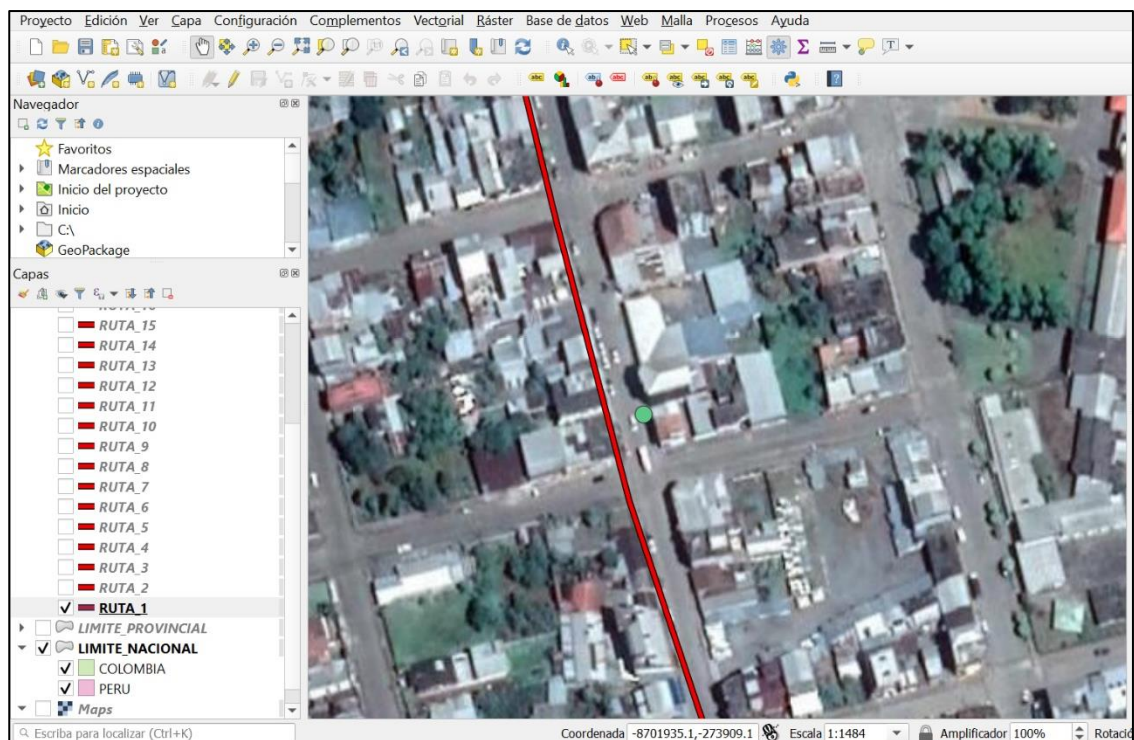 Proyecto Edición Ver Capa Configuración Complementos Vectorial Ráster Base de datos Web Malla Procesos Ayuda
Navegador
Favoritos
Marcadores espaciales
Inicio del proyecto
Inicio
C:\
GeoPackage
Capas
RUTA_15
RUTA_14
RUTA_13
RUTA_12
RUTA_11
RUTA_10
RUTA_9
RUTA_8
RUTA_7
RUTA_6
RUTA_5
RUTA_4
RUTA_3
RUTA_2
RUTA_1
LIMITE_PROVINCIAL
LIMITE_NACIONAL
COLOMBIA
PERU
Maps
Escriba para localizar (Ctrl+K) Coordenada -8701935.1,-273909.1 Escala 1:1484 Amplificador 100%